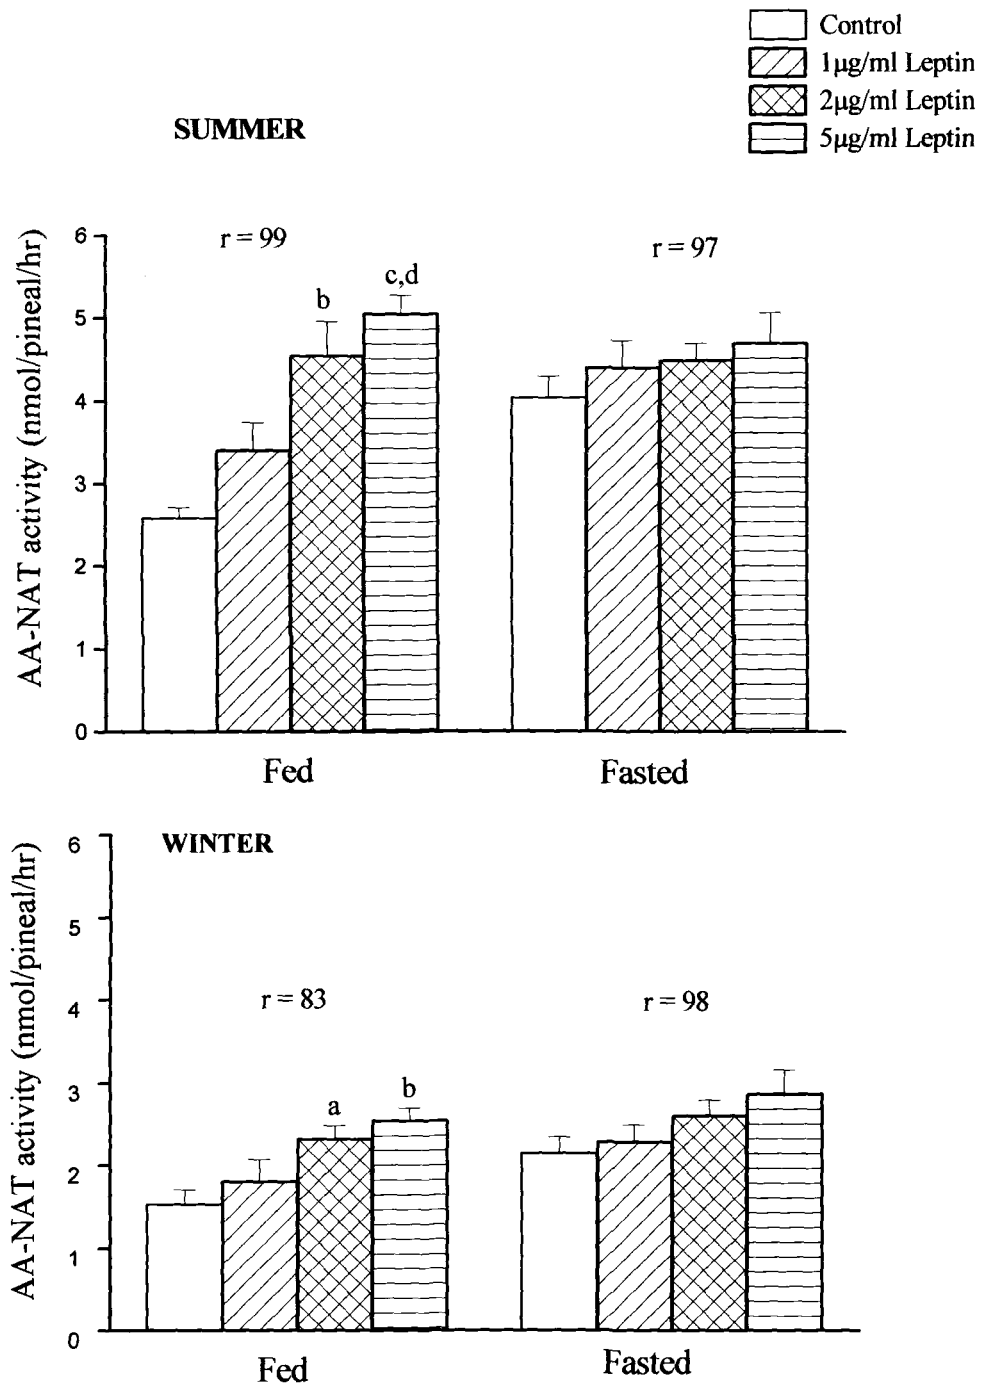 Control
1µg/ml Leptin
2µg/ml Leptin
5µg/ml Leptin
SUMMER
AA-NAT activity (nmol/pineal/hr)
6
5
4
3
2
1
0
r = 99
b
c,d
r = 97
Fed
Fasted
WINTER
AA-NAT activity (nmol/pineal/hr)
6
5
4
3
2
1
0
r = 83
a
b
r = 98
Fed
Fasted